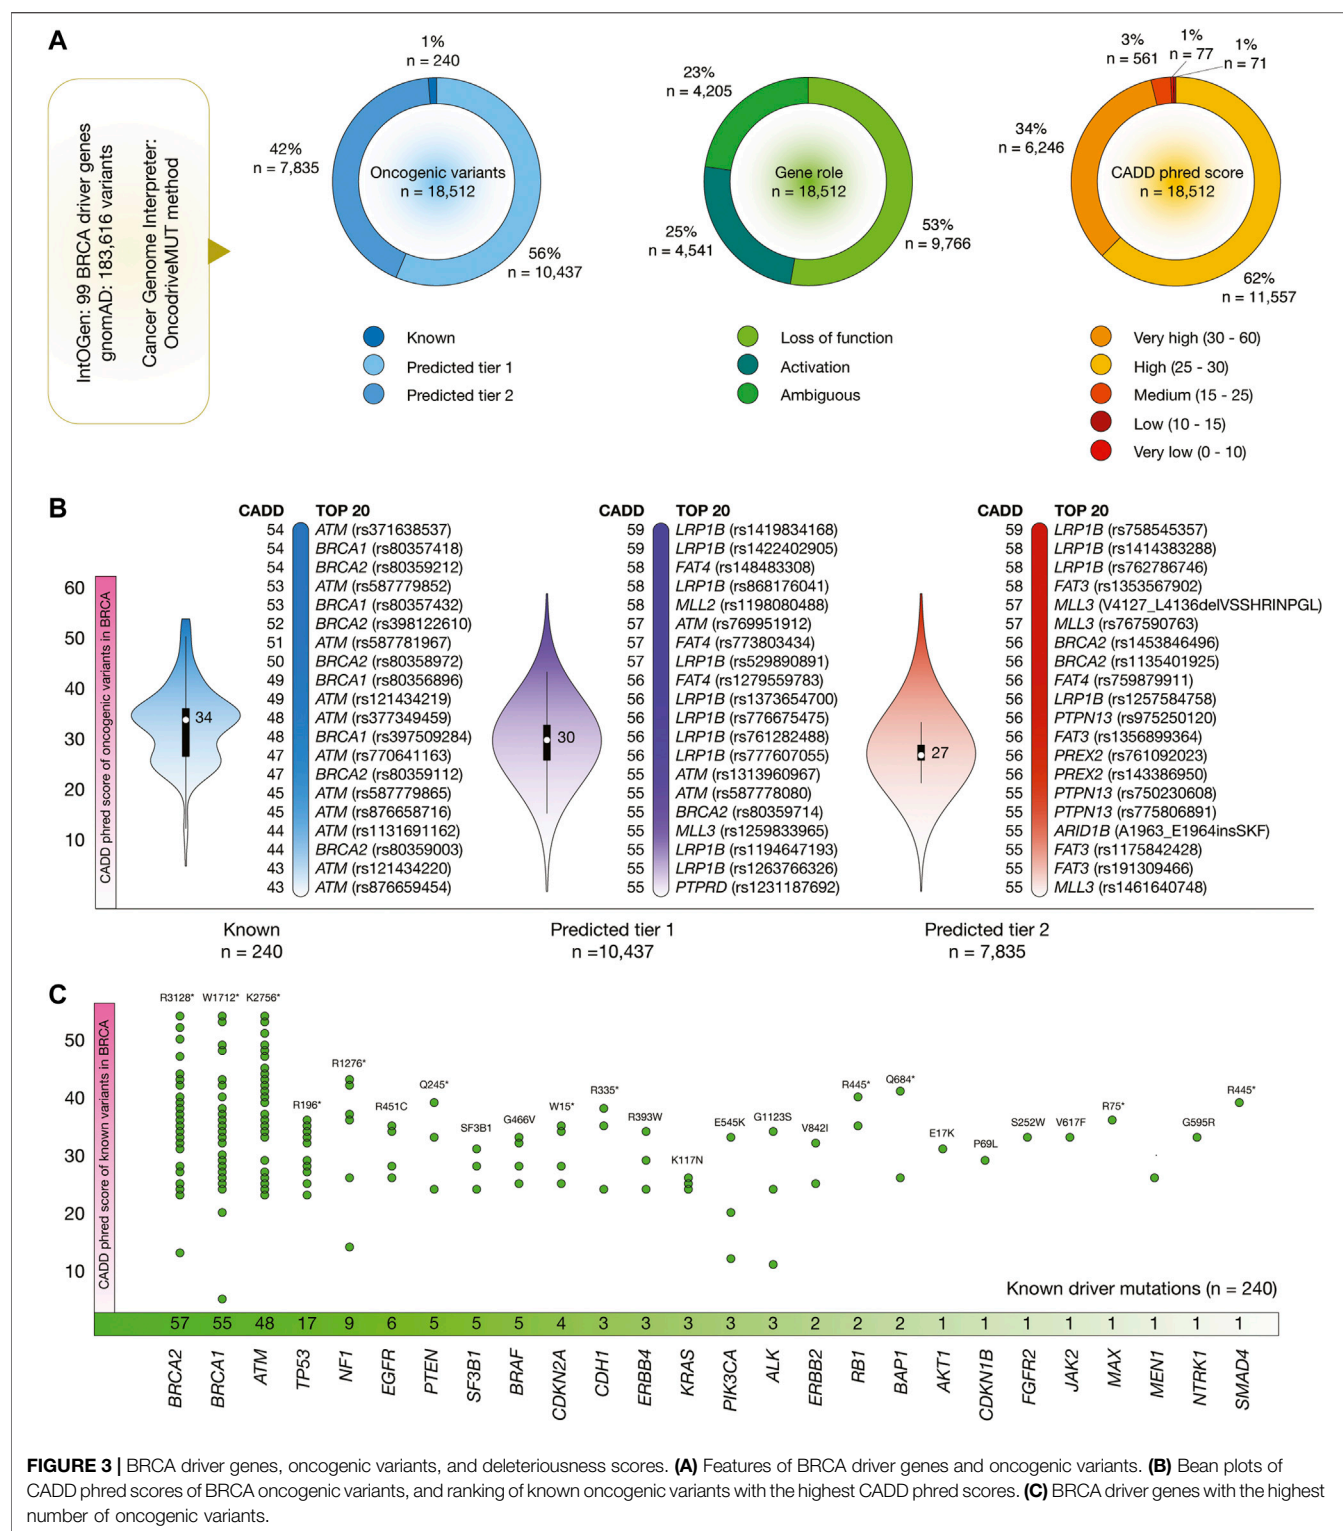 A
IntOGen: 99 BRCA driver genes
gnomAD: 183,616 variants
Cancer Genome Interpreter:
OncodriveMUT method
1%
n = 240
42%
n = 7,835
Oncogenic variants
n = 18,512
56%
n = 10,437
Known
Predicted tier 1
Predicted tier 2
23%
n = 4,205
25%
n = 4,541
Gene role
n = 18,512
53%
n = 9,766
Loss of function
Activation
Ambiguous
3%
n = 561
1%
n = 77
1%
n = 71
34%
n = 6,246
CADD phred score
n = 18,512
62%
n = 11,557
Very high (30 - 60)
High (25 - 30)
Medium (15 - 25)
Low (10 - 15)
Very low (0 - 10)
B
CADD phred score of oncogenic variants in BRCA
60
50
40
30
20
10
34
CADD TOP 20
54 ATM (rs371638537)
54 BRCA1 (rs80357418)
54 BRCA2 (rs80359212)
53 ATM (rs587779852)
53 BRCA1 (rs80357432)
52 BRCA2 (rs398122610)
51 ATM (rs587781967)
50 BRCA2 (rs80358972)
49 BRCA1 (rs80356896)
49 ATM (rs121434219)
48 ATM (rs377349459)
48 BRCA1 (rs397509284)
47 ATM (rs770641163)
47 BRCA2 (rs80359112)
45 ATM (rs587779865)
45 ATM (rs876658716)
44 ATM (rs1131691162)
44 BRCA2 (rs80359003)
43 ATM (rs121434220)
43 ATM (rs876659454)
Known
n = 240
30
CADD TOP 20
59 LRP1B (rs1419834168)
59 LRP1B (rs1422402905)
58 FAT4 (rs148483308)
58 LRP1B (rs868176041)
58 MLL2 (rs1198080488)
57 ATM (rs769951912)
57 FAT4 (rs773803434)
57 LRP1B (rs529890891)
56 FAT4 (rs1279559783)
56 LRP1B (rs1373654700)
56 LRP1B (rs776675475)
56 LRP1B (rs761282488)
56 LRP1B (rs777607055)
55 ATM (rs1313960967)
55 ATM (rs587778080)
55 BRCA2 (rs80359714)
55 MLL3 (rs1259833965)
55 LRP1B (rs1194647193)
55 LRP1B (rs1263766326)
55 PTPRD (rs1231187692)
Predicted tier 1
n =10,437
27
CADD TOP 20
59 LRP1B (rs758545357)
58 LRP1B (rs1414383288)
58 LRP1B (rs762786746)
58 FAT3 (rs1353567902)
57 MLL3 (V4127_L4136delVSSHRINPGL)
57 MLL3 (rs767590763)
56 BRCA2 (rs1453846496)
56 BRCA2 (rs1135401925)
56 FAT4 (rs759879911)
56 LRP1B (rs1257584758)
56 PTPN13 (rs975250120)
56 FAT3 (rs1356899364)
56 PREX2 (rs761092023)
56 PREX2 (rs143386950)
55 PTPN13 (rs750230608)
55 PTPN13 (rs775806891)
55 ARID1B (A1963_E1964insSKF)
55 FAT3 (rs1175842428)
55 FAT3 (rs191309466)
55 MLL3 (rs1461640748)
Predicted tier 2
n = 7,835
C
CADD phred score of known variants in BRCA
50
40
30
20
10
R3128*
W1712*
K2756*
R196*
R1276*
R451C
Q245*
SF3B1
G466V
W15*
R335*
R393W
K117N
E545K
G1123S
V842I
R445*
Q684*
E17K
P69L
S252W
V617F
R75*
G595R
R445*
Known driver mutations (n = 240)
57 55 48 17 9 6 5 5 5 4 3 3 3 3 3 2 2 2 1 1 1 1 1 1 1 1
BRCA2
BRCA1
ATM
TP53
NF1
EGFR
PTEN
SF3B1
BRAF
CDKN2A
CDH1
ERBB4
KRAS
PIK3CA
ALK
ERBB2
RB1
BAP1
AKT1
CDKN1B
FGFR2
JAK2
MAX
MEN1
NTRK1
SMAD4
FIGURE 3 | BRCA driver genes, oncogenic variants, and deleteriousness scores. (A) Features of BRCA driver genes and oncogenic variants. (B) Bean plots of
CADD phred scores of BRCA oncogenic variants, and ranking of known oncogenic variants with the highest CADD phred scores. (C) BRCA driver genes with the highest
number of oncogenic variants.